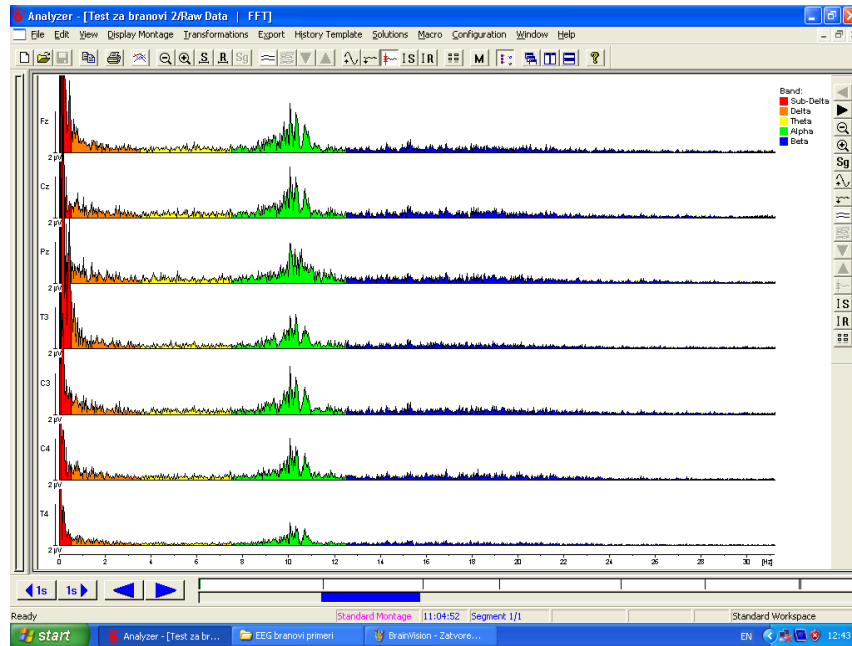 Analyzer - [Test za branovi 2/Raw Data | FFT]
File Edit View Display Montage Transformations Export History Template Solutions Macro Configuration Window Help
S R Sg IS IR M ?
Band:
Sub-Delta
Delta
Theta
Alpha
Beta
Fz
2 µV
Cz
2 µV
Pz
2 µV
T3
2 µV
C3
2 µV
C4
2 µV
T4
2 µV
0 2 4 6 8 10 12 14 16 18 20 22 24 26 28 30 [Hz]
Sg
IS
IR
1s 1s
Ready Standard Montage 11:04:52 Segment 1/1 Standard Workspace
start Analyzer - [Test za br... EEG branovi primeri BrainVision - Zatvore... EN 12:43